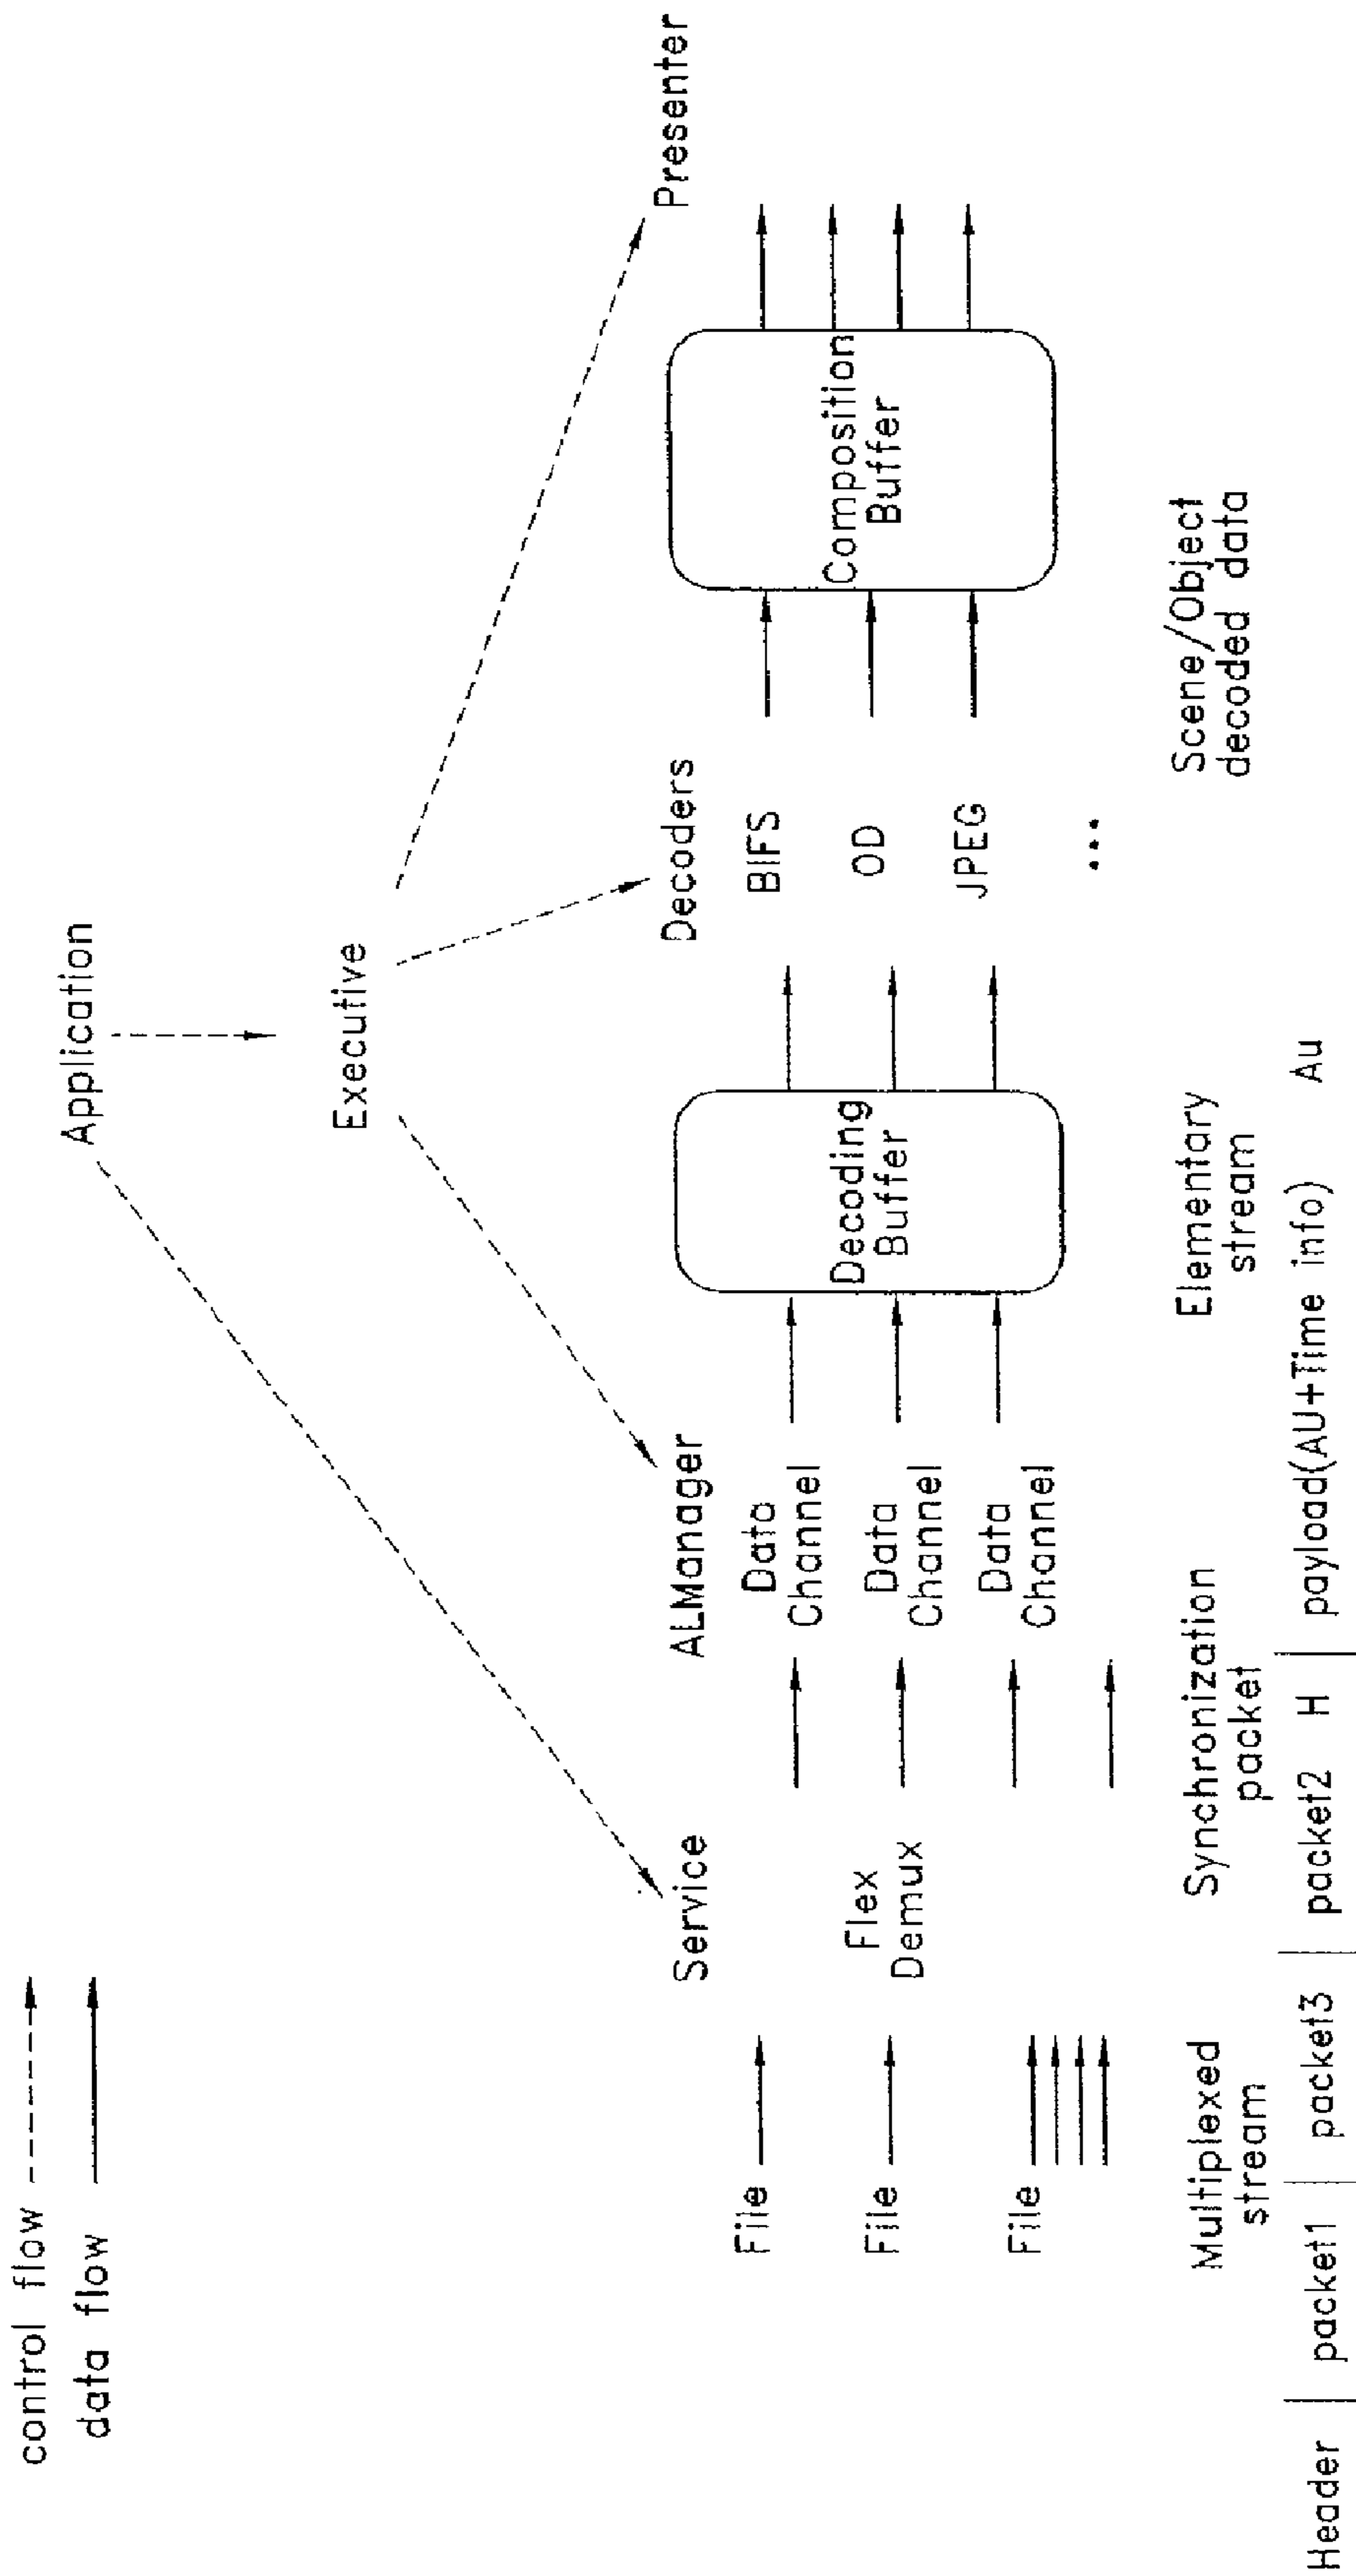 control flow
data flow
Application
Executive
Service
ALManager
Decoders
Presenter
File
File
File
Flex
Demux
Data
Channel
Data
Channel
Data
Channel
Decoding
Buffer
BIFS
OD
JPEG
...
Composition
Buffer
Multiplexed
stream
Synchronization
packet
Elementary
stream
Scene/Object
decoded data
Header | packet1 | packet3 | packet2 H | payload(AU+Time info) Au